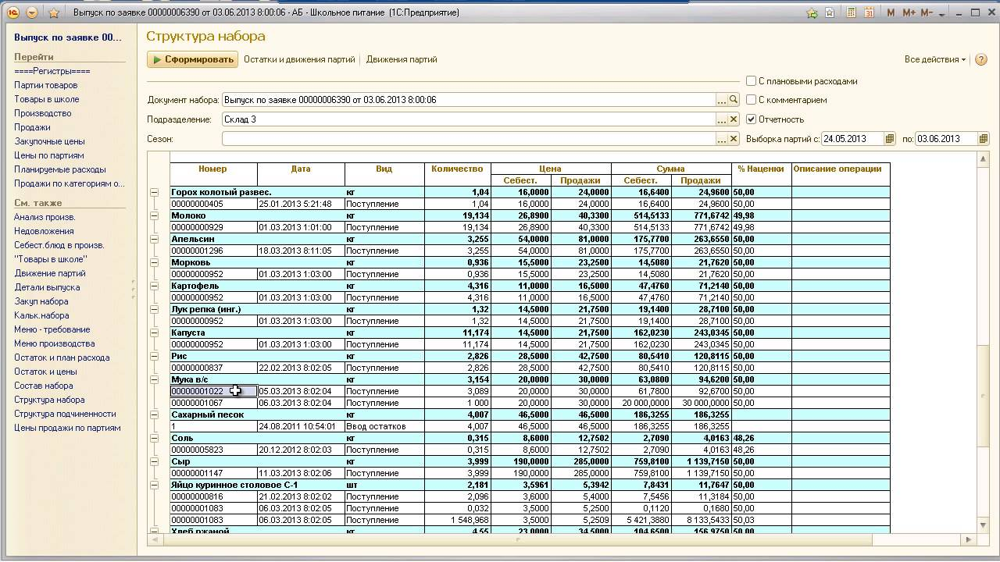 Выпуск по заявке 00000006390 от 03.06.2013 8:00:06 - АБ - Школьное питание (1С:Предприятие)
M M+ M-
Выпуск по заявке 00...
Перейти
====Регистры====
Партии товаров
Товары в школе
Производство
Продажи
Закупочные цены
Цены по партиям
Планируемые расходы
Продажи по категориям о...
См. также
Анализ произв.
Недовложения
Себест.блюд в произв.
"Товары в школе"
Движение партий
Детали выпуска
Закуп набора
Кальк.набора
Меню - требование
Меню производства
Остаток и план расхода
Остаток и цены
Состав набора
Структура набора
Структура подчиненности
Цены продажи по партиям
Структура набора
Сформировать Остатки и движения партий Движения партий Все действия
С плановыми расходами
Документ набора: Выпуск по заявке 00000006390 от 03.06.2013 8:00:06 ... С комментарием
Подразделение: Склад 3 ... Отчетность
Сезон: ... Выборка партий с: 24.05.2013 по: 03.06.2013
Номер Дата Вид Количество Цена Сумма % Наценки Описание операции
Себест. Продажи Себест. Продажи
Горох колотый развес. кг 1,04 16,0000 24,0000 16,6400 24,9600 50,00
00000000405 25.01.2013 5:21:48 Поступление 1,04 16,0000 24,0000 16,6400 24,9600 50,00
Молоко кг 19,134 26,8900 40,3300 514,5133 771,6742 49,98
00000000929 01.03.2013 1:01:00 Поступление 19,134 26,8900 40,3300 514,5133 771,6742 49,98
Апельсин кг 3,255 54,0000 81,0000 175,7700 263,6550 50,00
00000001296 18.03.2013 8:11:05 Поступление 3,255 54,0000 81,0000 175,7700 263,6550 50,00
Морковь кг 0,936 15,5000 23,2500 14,5080 21,7620 50,00
00000000952 01.03.2013 1:03:00 Поступление 0,936 15,5000 23,2500 14,5080 21,7620 50,00
Картофель кг 4,316 11,0000 16,5000 47,4760 71,2140 50,00
00000000952 01.03.2013 1:03:00 Поступление 4,316 11,0000 16,5000 47,4760 71,2140 50,00
Лук репка (инг.) кг 1,32 14,5000 21,7500 19,1400 28,7100 50,00
00000000952 01.03.2013 1:03:00 Поступление 1,32 14,5000 21,7500 19,1400 28,7100 50,00
Капуста кг 11,174 14,5000 21,7500 162,0230 243,0345 50,00
00000000952 01.03.2013 1:03:00 Поступление 11,174 14,5000 21,7500 162,0230 243,0345 50,00
Рис кг 2,826 28,5000 42,7500 80,5410 120,8115 50,00
00000000837 22.02.2013 8:02:05 Поступление 2,826 28,5000 42,7500 80,5410 120,8115 50,00
Мука в/с кг 3,154 20,0000 30,0000 63,0800 94,6200 50,00
00000001022 05.03.2013 8:02:04 Поступление 3,089 20,0000 30,0000 61,7800 92,6700 50,00
00000001067 06.03.2013 8:02:04 Поступление 1 000 20,0000 30,0000 20 000,0000 30 000,0000 50,00
Сахарный песок кг 4,007 46,5000 46,5000 186,3255 186,3255
1 24.08.2011 10:54:01 Ввод остатков 4,007 46,5000 46,5000 186,3255 186,3255
Соль кг 0,315 8,6000 12,7502 2,7090 4,0163 48,26
00000005823 20.12.2012 8:02:03 Поступление 0,315 8,6000 12,7502 2,7090 4,0163 48,26
Сыр кг 3,999 190,0000 285,0000 759,8100 1 139,7150 50,00
00000001147 11.03.2013 8:02:06 Поступление 3,999 190,0000 285,0000 759,8100 1 139,7150 50,00
Яйцо куринное столовое С-1 шт 2,181 3,5961 5,3942 7,8431 11,7647 50,00
00000000816 21.02.2013 8:02:02 Поступление 2,096 3,6000 5,4000 7,5456 11,3184 50,00
00000001083 06.03.2013 8:02:05 Поступление 0,032 3,5000 5,2500 0,1120 0,1680 50,00
00000001083 06.03.2013 8:02:05 Поступление 1 548,968 3,5000 5,2509 5 421,3880 8 133,5433 50,03
Хлеб ржаной кг 4,55 23,0000 34,5000 104,6500 156,9750 50,00